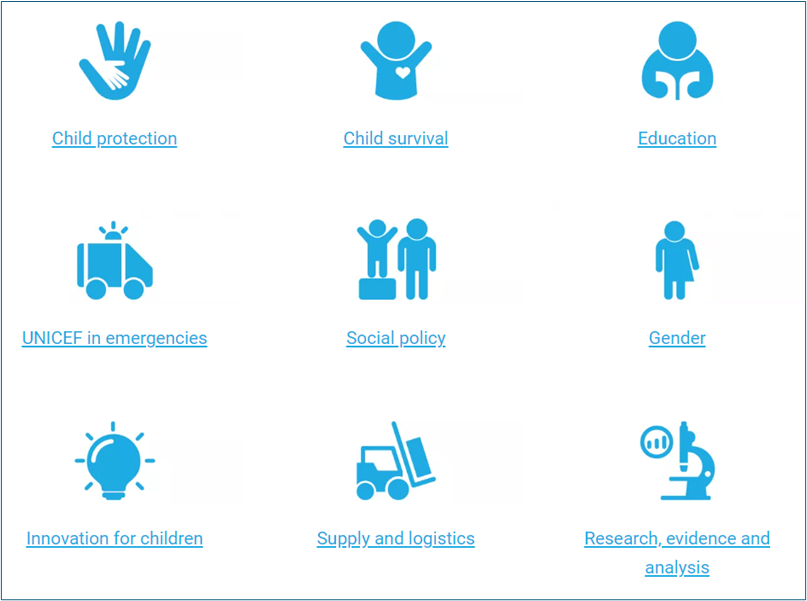 Child protection
Child survival
Education
UNICEF in emergencies
Social policy
Gender
Innovation for children
Supply and logistics
Research, evidence and
analysis